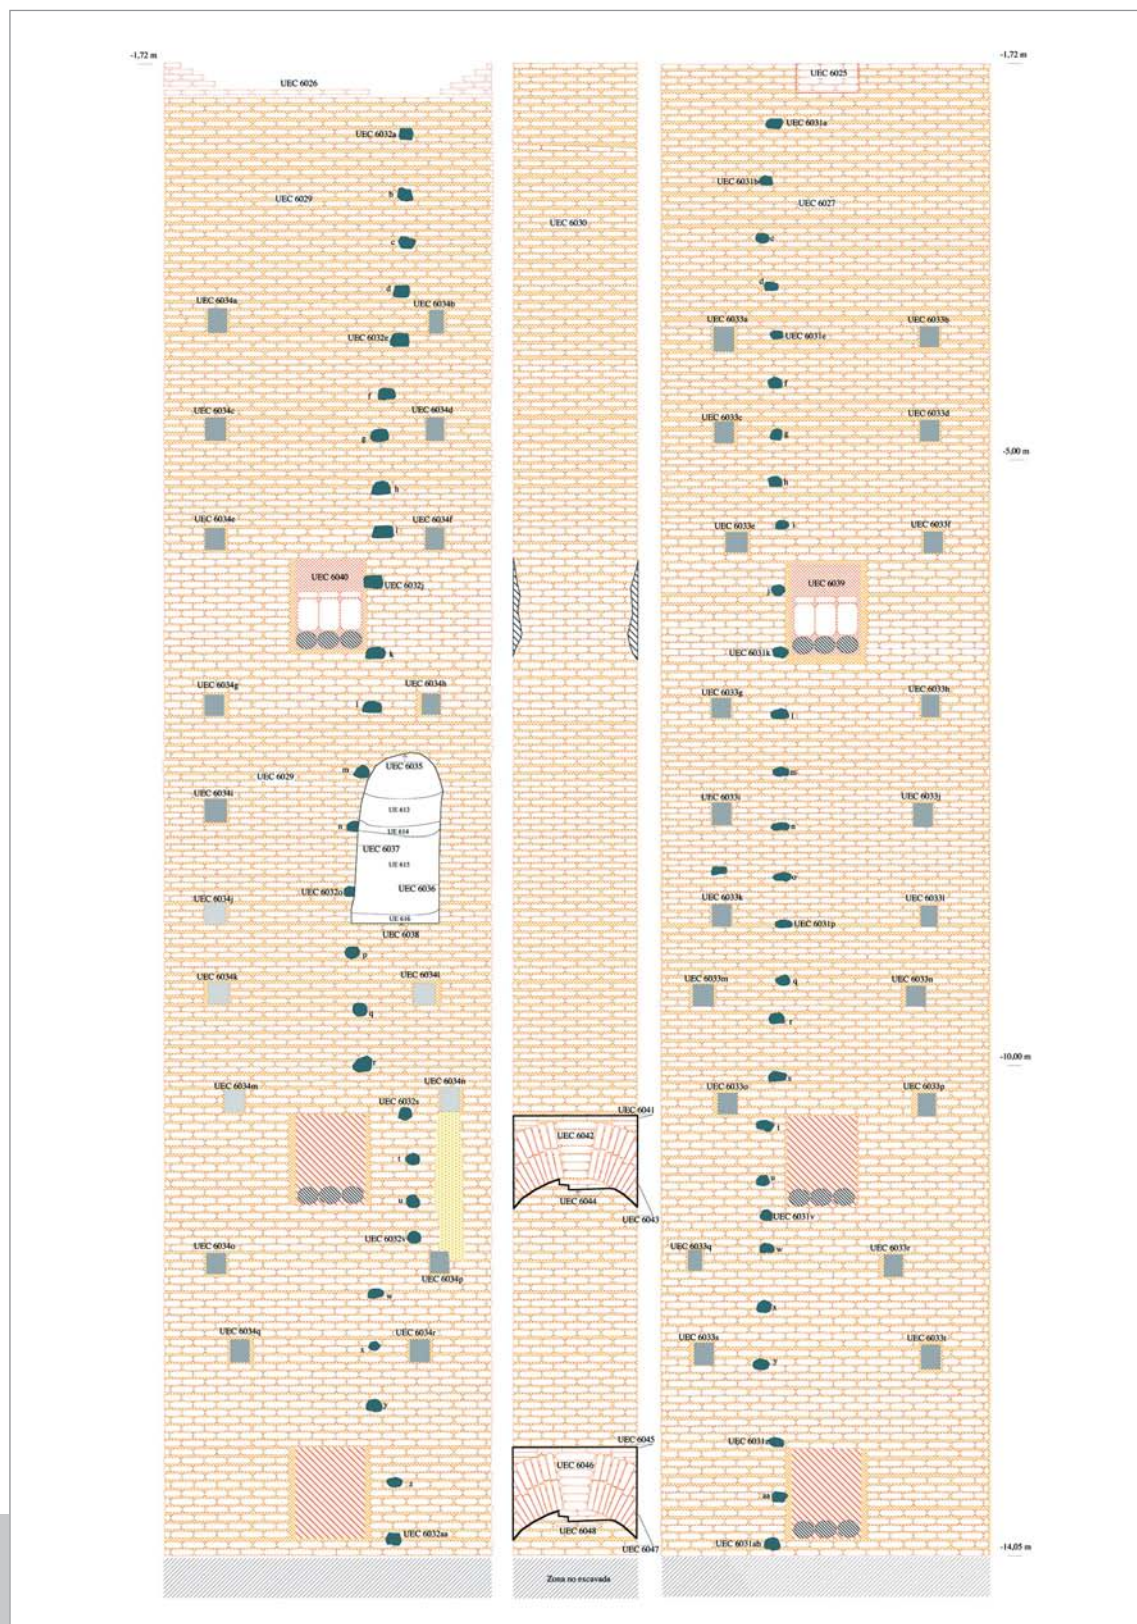 -1,72 m
-1,72 m
UEC 6026
UEC 6025
UEC 6032a
UEC 6031a
b
UEC 6031b
UEC 6029
UEC 6027
UEC 6030
c
c
d
d
UEC 6034a
UEC 6034b
UEC 6033a
UEC 6033b
UEC 6032e
UEC 6031e
f
f
UEC 6034c
UEC 6034d
UEC 6033c
UEC 6033d
g
g
-5,00 m
h
h
UEC 6034e
UEC 6034f
UEC 6033e
UEC 6033f
i
i
UEC 6040
UEC 6032j
UEC 6039
j
k
UEC 6031k
UEC 6034g
UEC 6034h
UEC 6033g
UEC 6033h
l
l
UEC 6035
m
UEC 6029
m
UEC 6034i
UEC 6033i
UEC 6033j
UE 613
n
UE 614
n
UEC 6037
UE 615
o
UEC 6032o
UEC 6036
UEC 6034j
UEC 6033k
UEC 6033l
UE 616
UEC 6031p
UEC 6038
p
UEC 6034k
UEC 6034l
UEC 6033m
UEC 6033n
q
q
r
r
-10,00 m
s
UEC 6034m
UEC 6034n
UEC 6033o
UEC 6033p
UEC 6032s
UEC 6041
t
UEC 6042
t
u
u
UEC 6044
UEC 6031v
UEC 6043
UEC 6032v
w
UEC 6034o
UEC 6033q
UEC 6033r
UEC 6034p
w
x
UEC 6034q
UEC 6034r
UEC 6033s
UEC 6033t
x
y
y
UEC 6045
UEC 6031z
UEC 6046
z
aa
UEC 6032aa
UEC 6048
UEC 6031ab
UEC 6047
-14,05 m
Zona no excavada